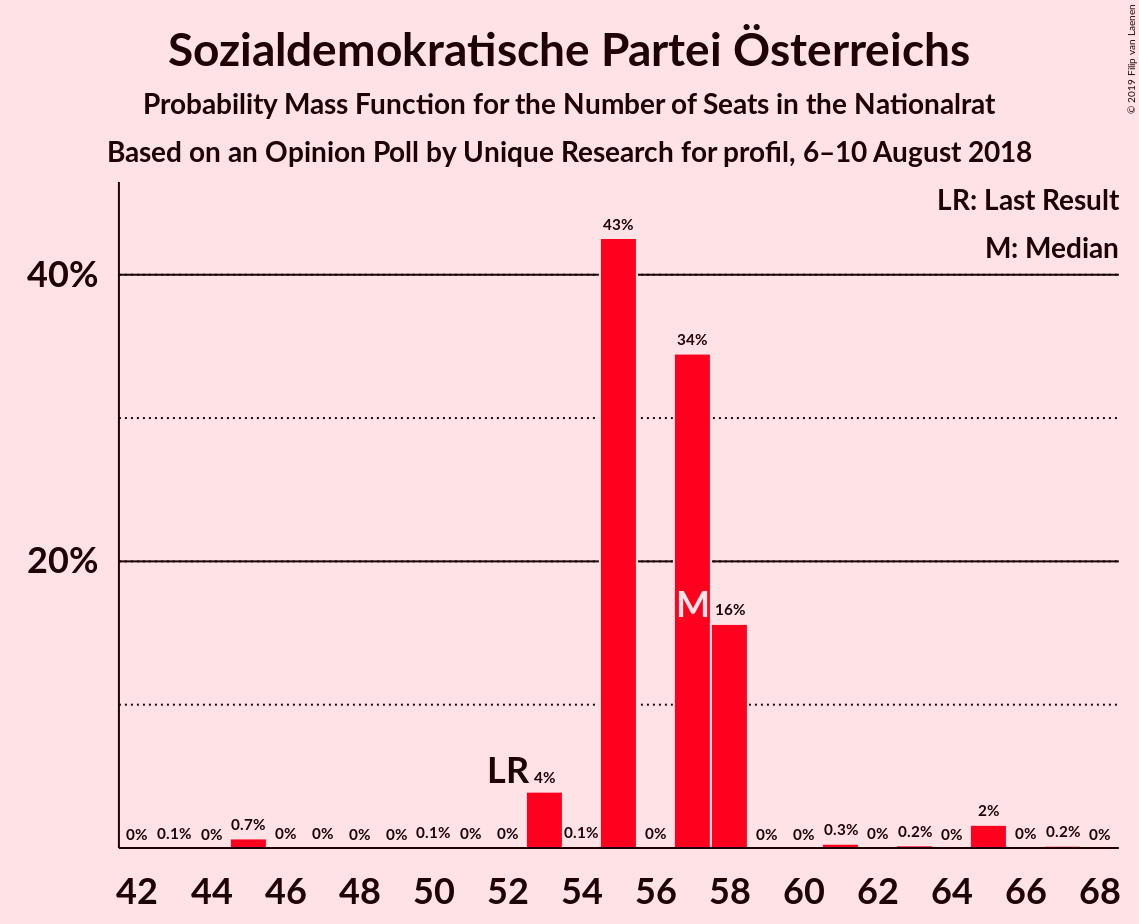 Sozialdemokratische Partei Österreichs
Probability Mass Function for the Number of Seats in the Nationalrat
Based on an Opinion Poll by Unique Research for profil, 6–10 August 2018
© 2019 Filip van Laenen
LR: Last Result
M: Median
40%
20%
0% 0.1% 0% 0.7% 0% 0% 0% 0% 0.1% 0% 0% 4% 0.1% 43% 0% 34% 16% 0% 0% 0.3% 0% 0.2% 0% 2% 0% 0.2% 0%
LR
M
42 44 46 48 50 52 54 56 58 60 62 64 66 68